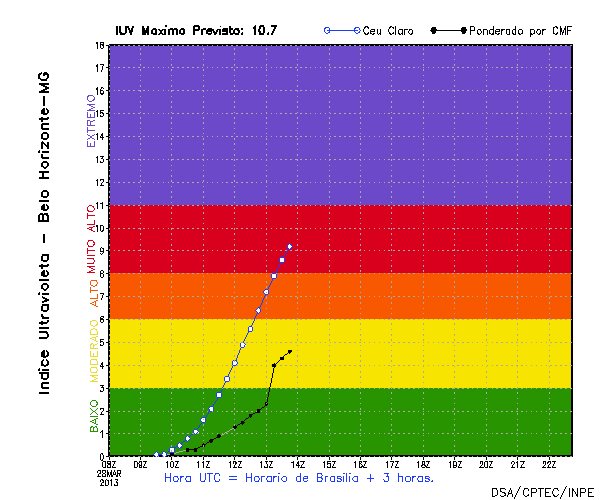 IUV Maximo Previsto: 10.7
Ceu Claro
Ponderado por CMF
Indice Ultravioleta - Belo Horizonte-MG
EXTREMO
MUITO ALTO
ALTO
MODERADO
BAIXO
18
17
16
15
14
13
12
11
10
9
8
7
6
5
4
3
2
1
0
08Z 09Z 10Z 11Z 12Z 13Z 14Z 15Z 16Z 17Z 18Z 19Z 20Z 21Z 22Z
28MAR
2013
Hora UTC = Horario de Brasilia + 3 horas.
DSA/CPTEC/INPE